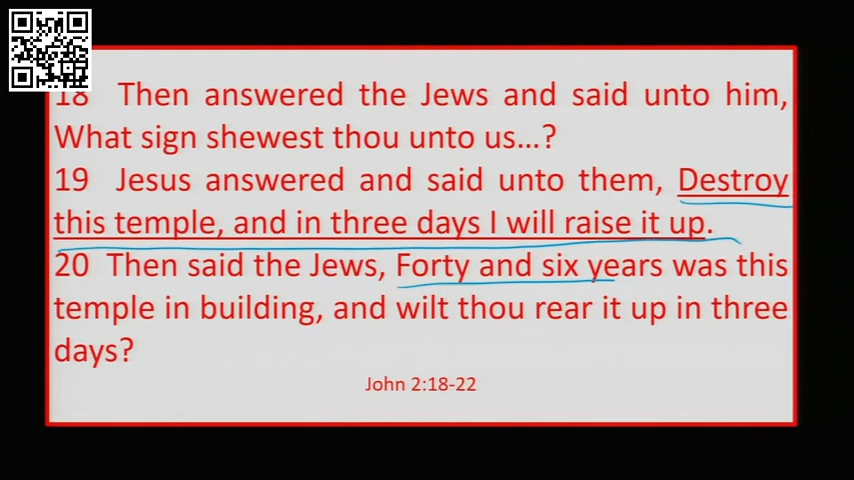 18 Then answered the Jews and said unto him,
What sign shewest thou unto us...?
19 Jesus answered and said unto them, Destroy
this temple, and in three days I will raise it up.
20 Then said the Jews, Forty and six years was this
temple in building, and wilt thou rear it up in three
days?
John 2:18-22